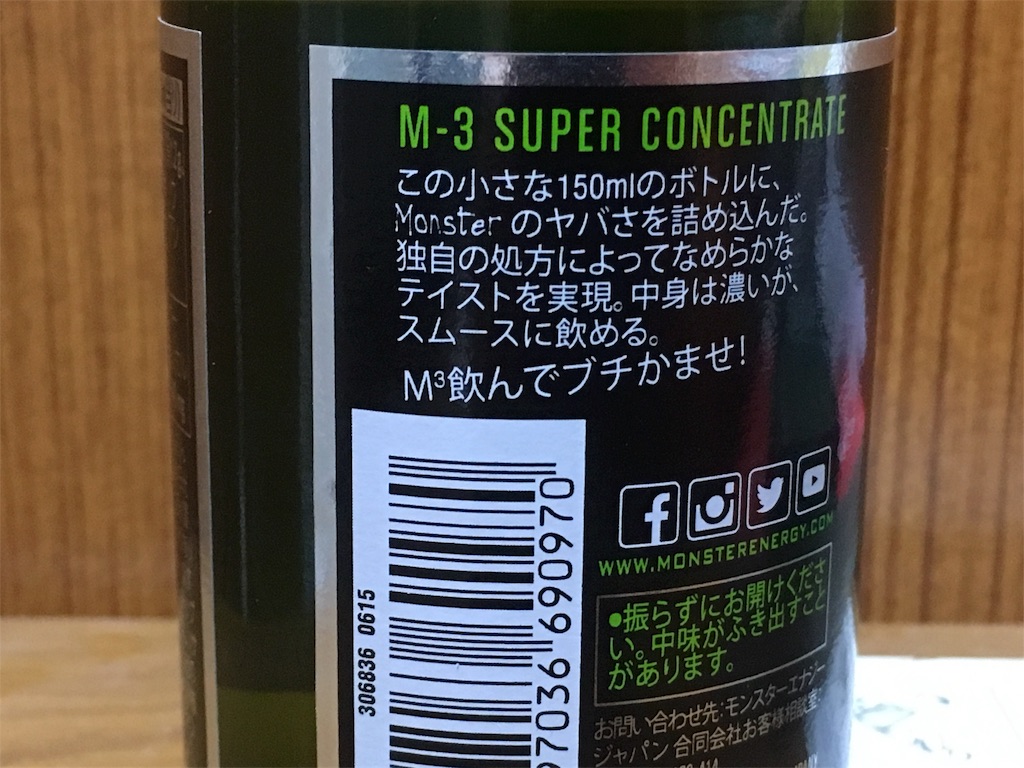 M-3 SUPER CONCENTRATE
この小さな150mlのボトルに、
Monster のヤバさを詰め込んだ。
独自の処方によってなめらかな
テイストを実現。中身は濃いが、
スムースに飲める。
M³飲んでブチかませ!
WWW.MONSTERENERGY.COM
●振らずにお開けくださ
い。中味がふき出すこと
があります。
お問い合わせ先:モンスターエナジー
ジャパン 合同会社お客様相談室
306836 0615
97036 690970